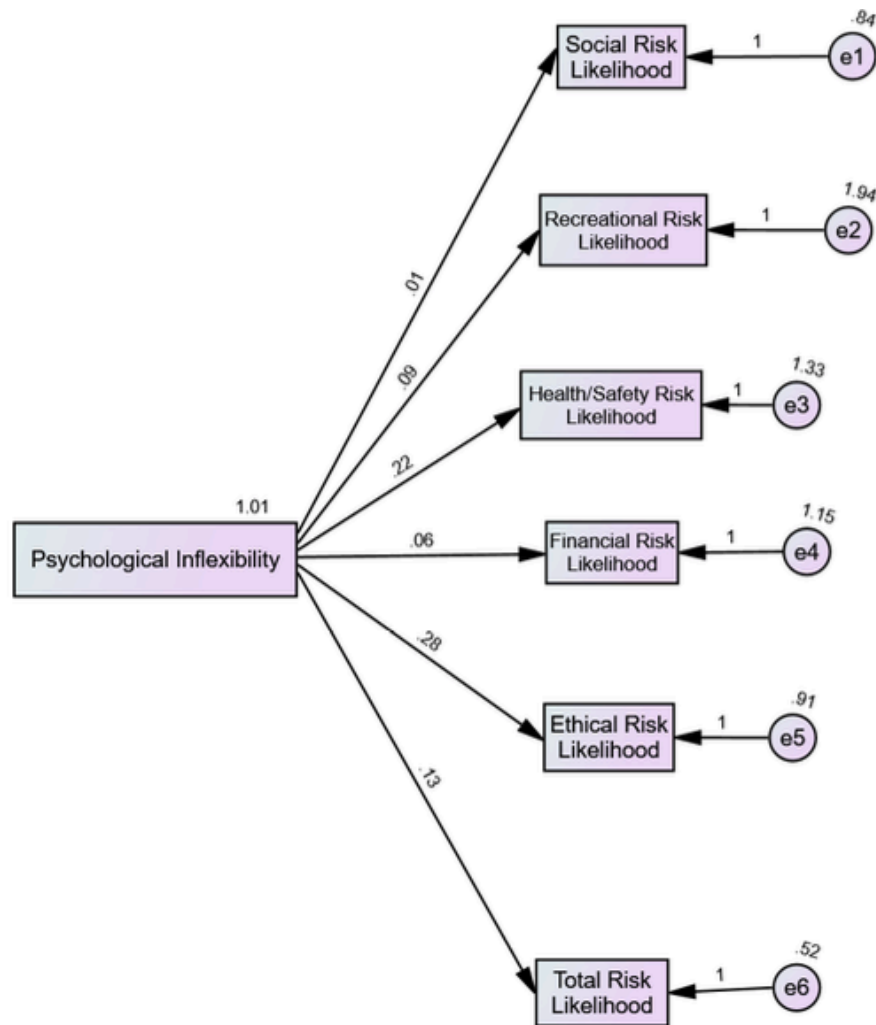 .84
Social Risk
Likelihood
1
e1
.01
1.94
Recreational Risk
Likelihood
1
e2
.09
1.33
Health/Safety Risk
Likelihood
1
e3
.22
1.01
Psychological Inflexibility
.06
1.15
Financial Risk
Likelihood
1
e4
.28
.91
Ethical Risk
Likelihood
1
e5
.13
.52
Total Risk
Likelihood
1
e6